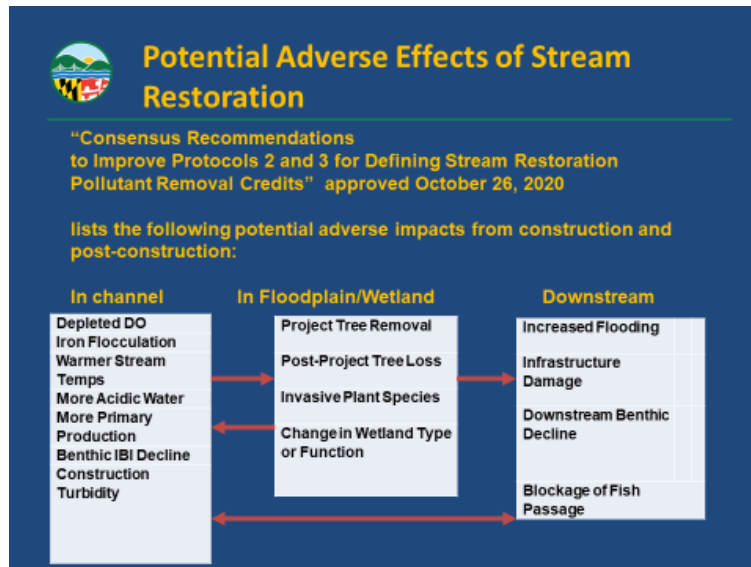 Potential Adverse Effects of Stream
Restoration
“Consensus Recommendations
to Improve Protocols 2 and 3 for Defining Stream Restoration
Pollutant Removal Credits” approved October 26, 2020
lists the following potential adverse impacts from construction and
post-construction:
In channel
Depleted DO
Iron Flocculation
Warmer Stream
Temps
More Acidic Water
More Primary
Production
Benthic IBI Decline
Construction
Turbidity
In Floodplain/Wetland
Project Tree Removal
Post-Project Tree Loss
Invasive Plant Species
Change in Wetland Type
or Function
Downstream
Increased Flooding
Infrastructure
Damage
Downstream Benthic
Decline
Blockage of Fish
Passage